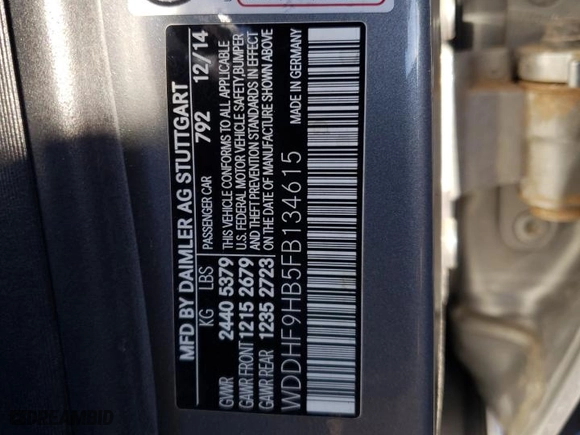 MFD BY DAIMLER AG STUTTGART
KG LBS PASSENGER CAR 792 12/14
GVWR 2440 5379 THIS VEHICLE CONFORMS TO ALL APPLICABLE
GAWR FRONT 1215 2679 U.S. FEDERAL MOTOR VEHICLE SAFETY, BUMPER
GAWR REAR 1235 2723 AND THEFT PREVENTION STANDARDS IN EFFECT
ON THE DATE OF MANUFACTURE SHOWN ABOVE
WDDHF9HB5FB134615 MADE IN GERMANY
DREAMBID